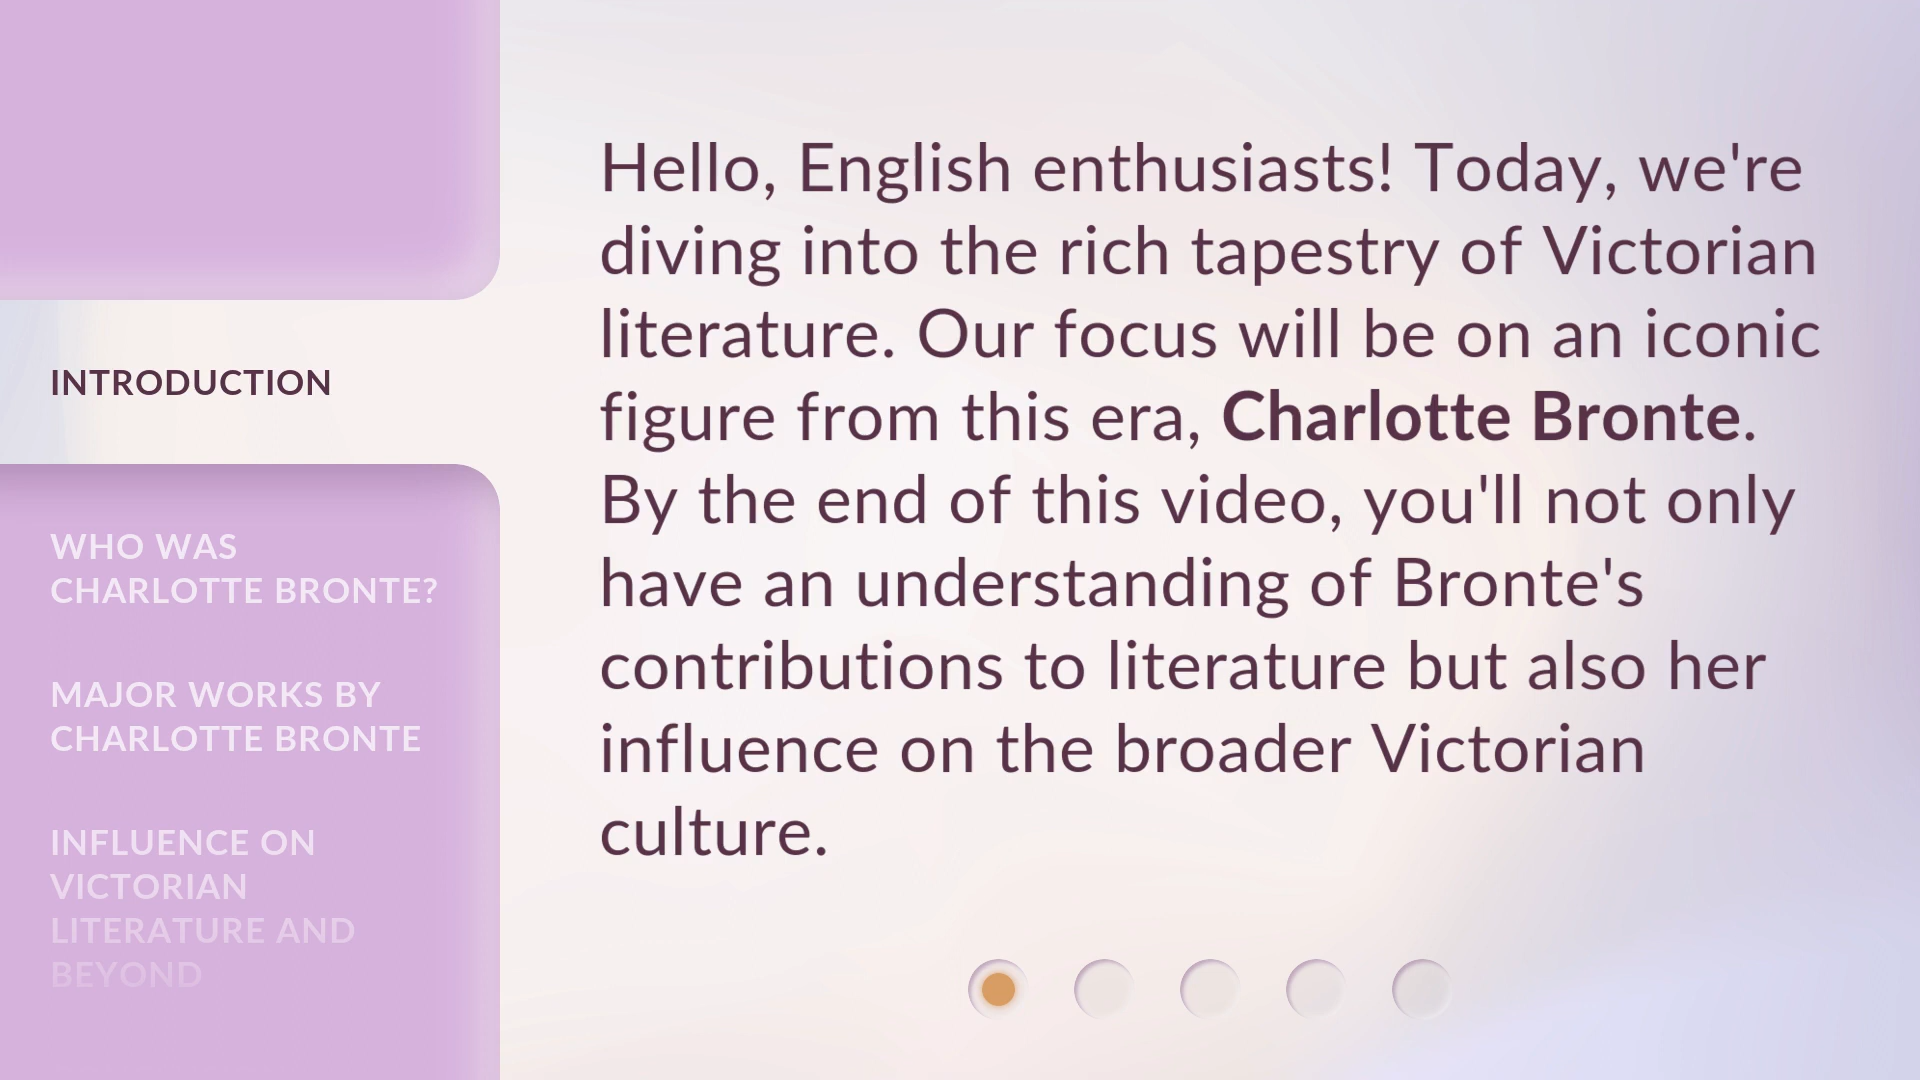 INTRODUCTION
WHO WAS
CHARLOTTE BRONTE?
MAJOR WORKS BY
CHARLOTTE BRONTE
INFLUENCE ON
VICTORIAN
LITERATURE AND
BEYOND
Hello, English enthusiasts! Today, we're
diving into the rich tapestry of Victorian
literature. Our focus will be on an iconic
figure from this era, Charlotte Bronte.
By the end of this video, you'll not only
have an understanding of Bronte's
contributions to literature but also her
influence on the broader Victorian
culture.